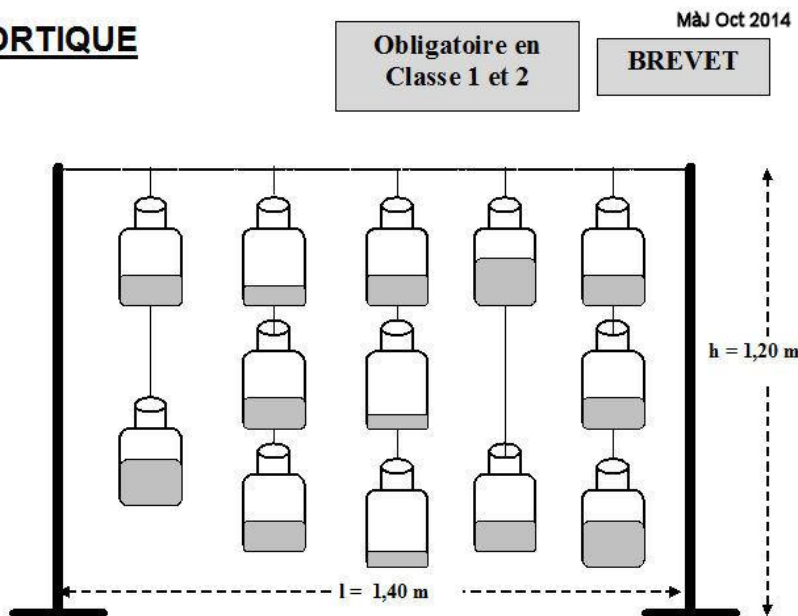 MàJ Oct 2014
ORTIQUE
Obligatoire en
Classe 1 et 2
BREVET
h = 1,20 m
l = 1,40 m